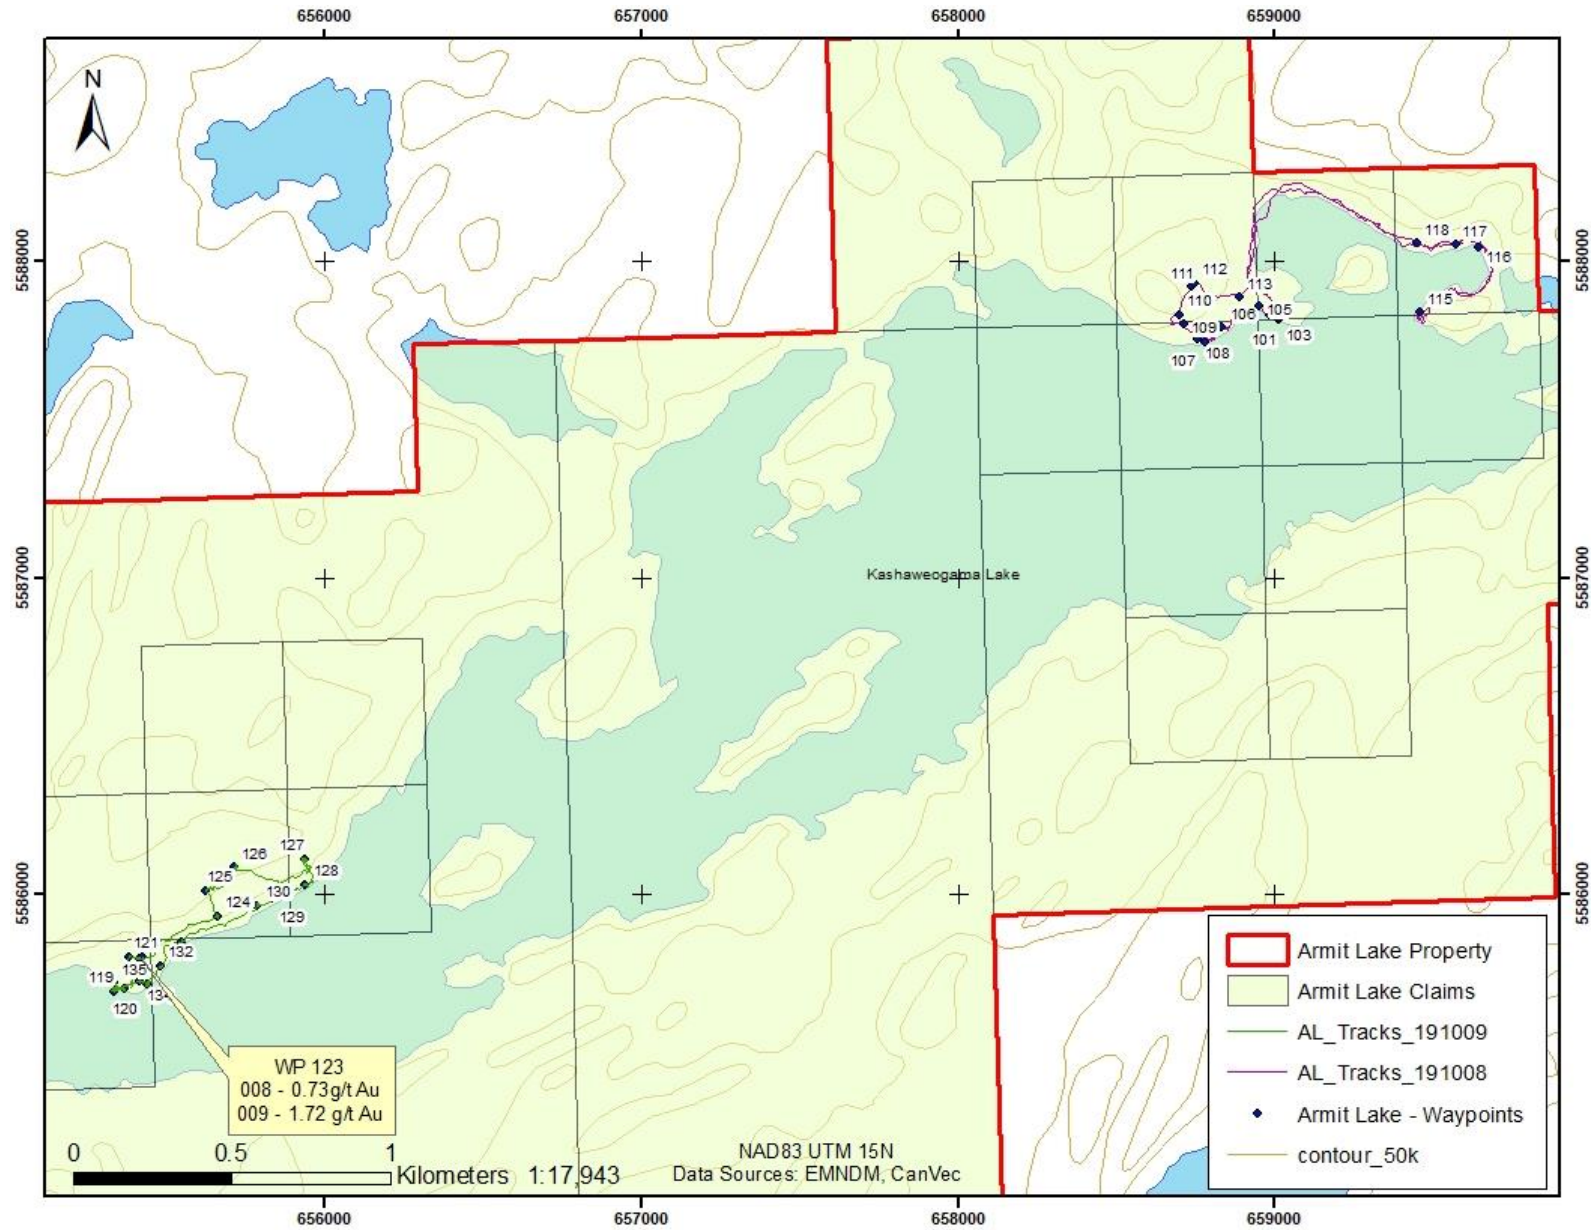 656000 657000 658000 659000
N
5588000 5588000
118 117
116
111 112
110
113
115
109 106 105
101 103
107 108
5587000 5587000
Kashaweogama Lake
127
126
128
125
130
124
129
5586000 5586000
121
132
119 135
120
Armit Lake Property
Armit Lake Claims
AL_Tracks_191009
AL_Tracks_191008
Armit Lake - Waypoints
contour_50k
WP 123
008 - 0.73g/t Au
009 - 1.72 g/t Au
0 0.5 1
Kilometers 1:17,943
NAD83 UTM 15N
Data Sources: EMNDM, CanVec
656000 657000 658000 659000